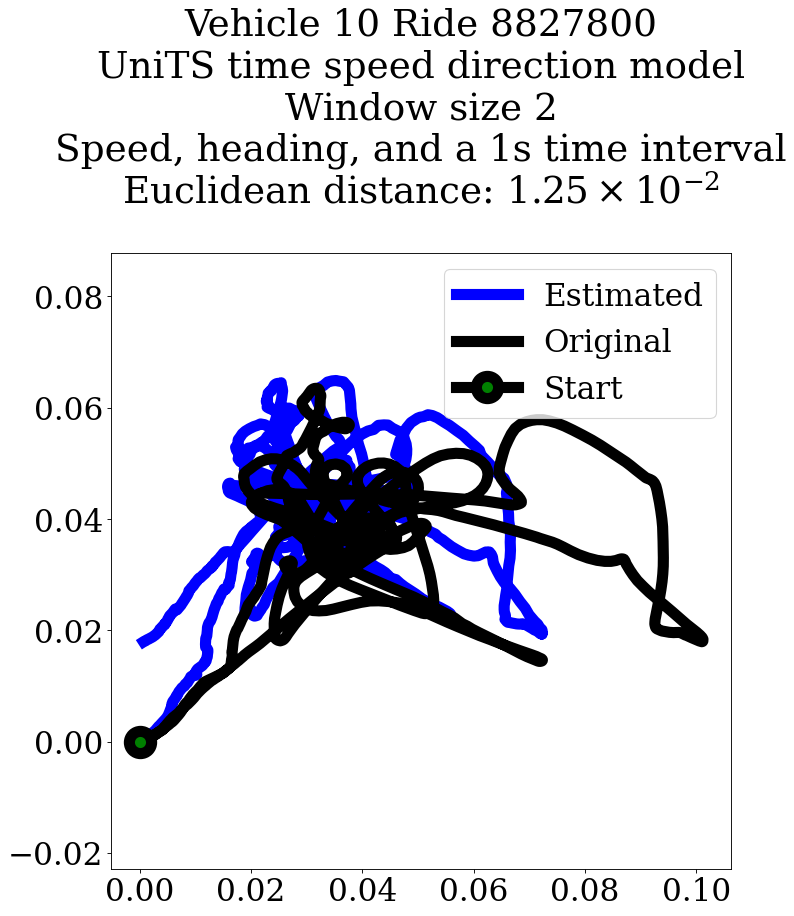 Vehicle 10 Ride 8827800
UniTS time speed direction model
Window size 2
Speed, heading, and a 1s time interval
Euclidean distance: 1.25 × 10⁻²
Estimated
Original
Start
0.08
0.06
0.04
0.02
0.00
−0.02
0.00 0.02 0.04 0.06 0.08 0.10